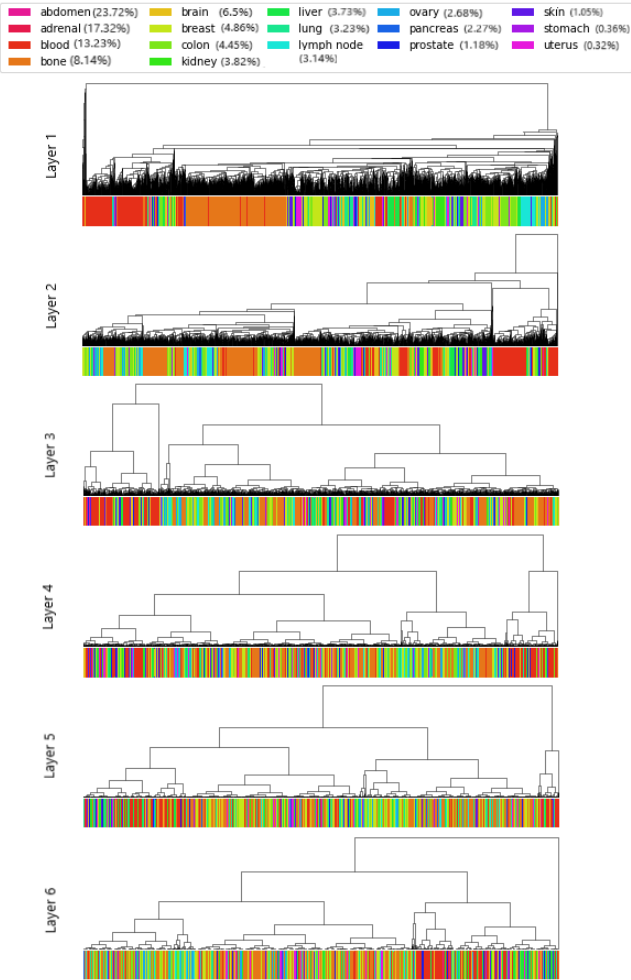 abdomen (23.72%) brain (6.5%) liver (3.73%) ovary (2.68%) skin (1.05%)
adrenal (17.32%) breast (4.86%) lung (3.23%) pancreas (2.27%) stomach (0.36%)
blood (13.23%) colon (4.45%) lymph node prostate (1.18%) uterus (0.32%)
bone (8.14%) kidney (3.82%) (3.14%)
Layer 1
Layer 2
Layer 3
Layer 4
Layer 5
Layer 6